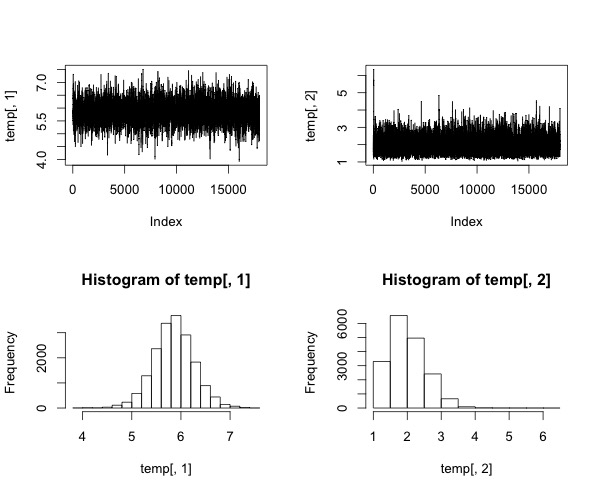 temp[, 1]
4.0 5.5 7.0
0 5000 10000 15000
Index
temp[, 2]
1 3 5
0 5000 10000 15000
Index
Histogram of temp[, 1]
Frequency
0 2000
4 5 6 7
temp[, 1]
Histogram of temp[, 2]
Frequency
0 3000 6000
1 2 3 4 5 6
temp[, 2]